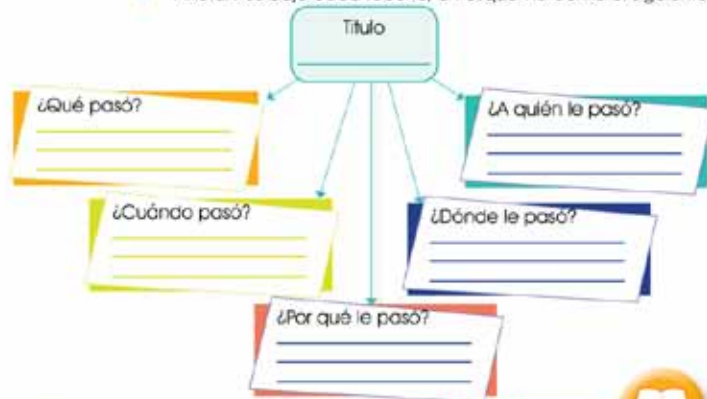 Título
¿Qué pasó?
¿A quién le pasó?
¿Cuándo pasó?
¿Dónde le pasó?
¿Por qué le pasó?